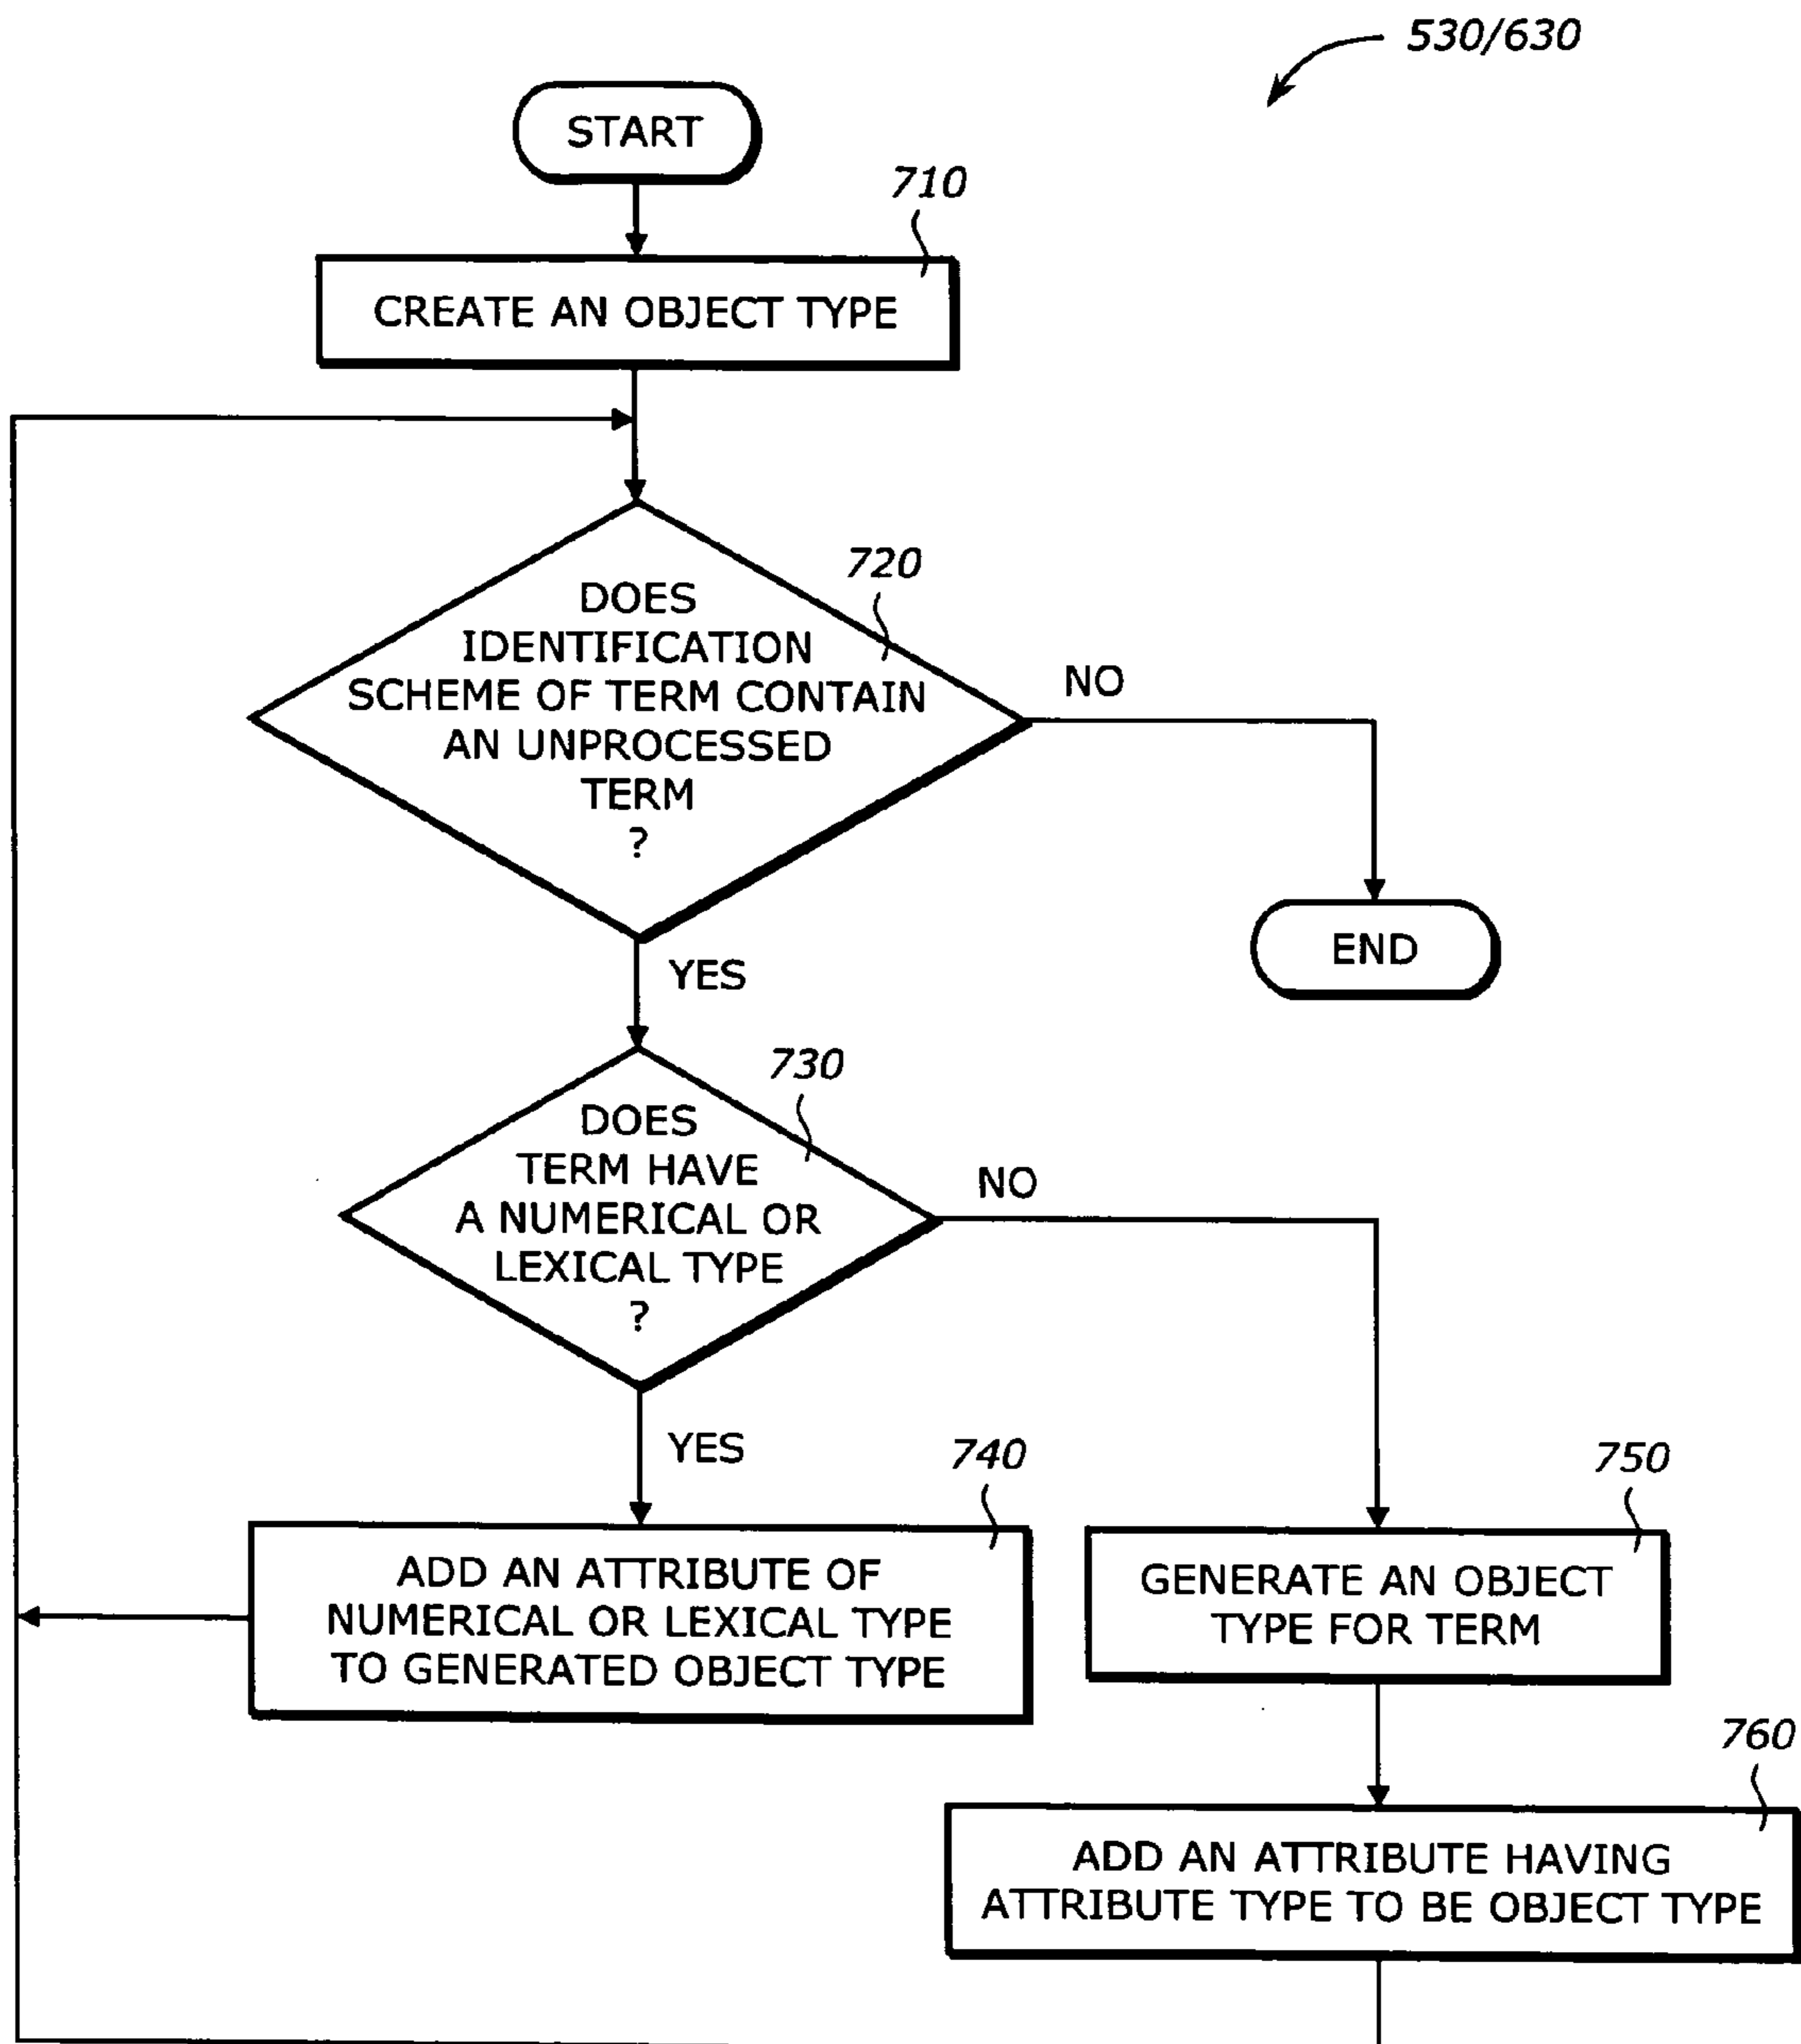 530/630
START
710
CREATE AN OBJECT TYPE
720
DOES
IDENTIFICATION
SCHEME OF TERM CONTAIN
AN UNPROCESSED
TERM
?
NO
END
YES
730
DOES
TERM HAVE
A NUMERICAL OR
LEXICAL TYPE
?
NO
YES
740
ADD AN ATTRIBUTE OF
NUMERICAL OR LEXICAL TYPE
TO GENERATED OBJECT TYPE
750
GENERATE AN OBJECT
TYPE FOR TERM
760
ADD AN ATTRIBUTE HAVING
ATTRIBUTE TYPE TO BE OBJECT TYPE